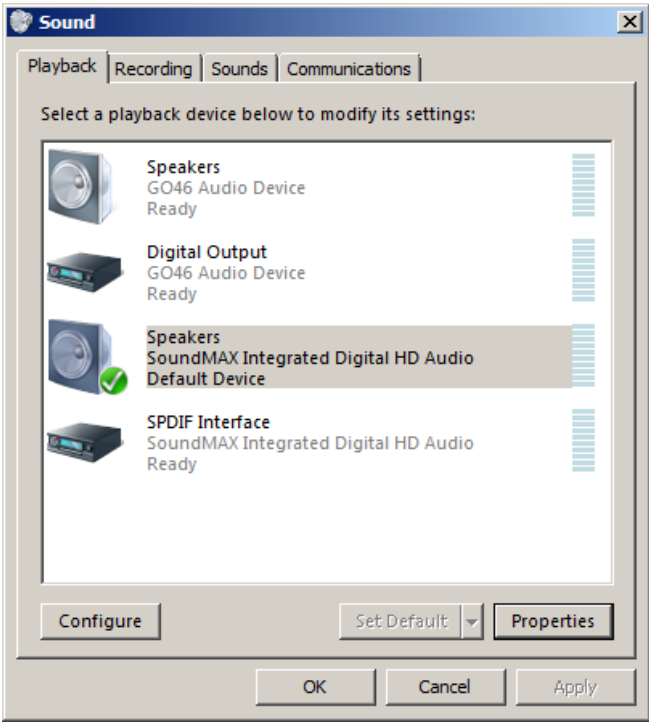 Sound
Playback Recording Sounds Communications
Select a playback device below to modify its settings:
Speakers
GO46 Audio Device
Ready
Digital Output
GO46 Audio Device
Ready
Speakers
SoundMAX Integrated Digital HD Audio
Default Device
SPDIF Interface
SoundMAX Integrated Digital HD Audio
Ready
Configure Set Default Properties
OK Cancel Apply